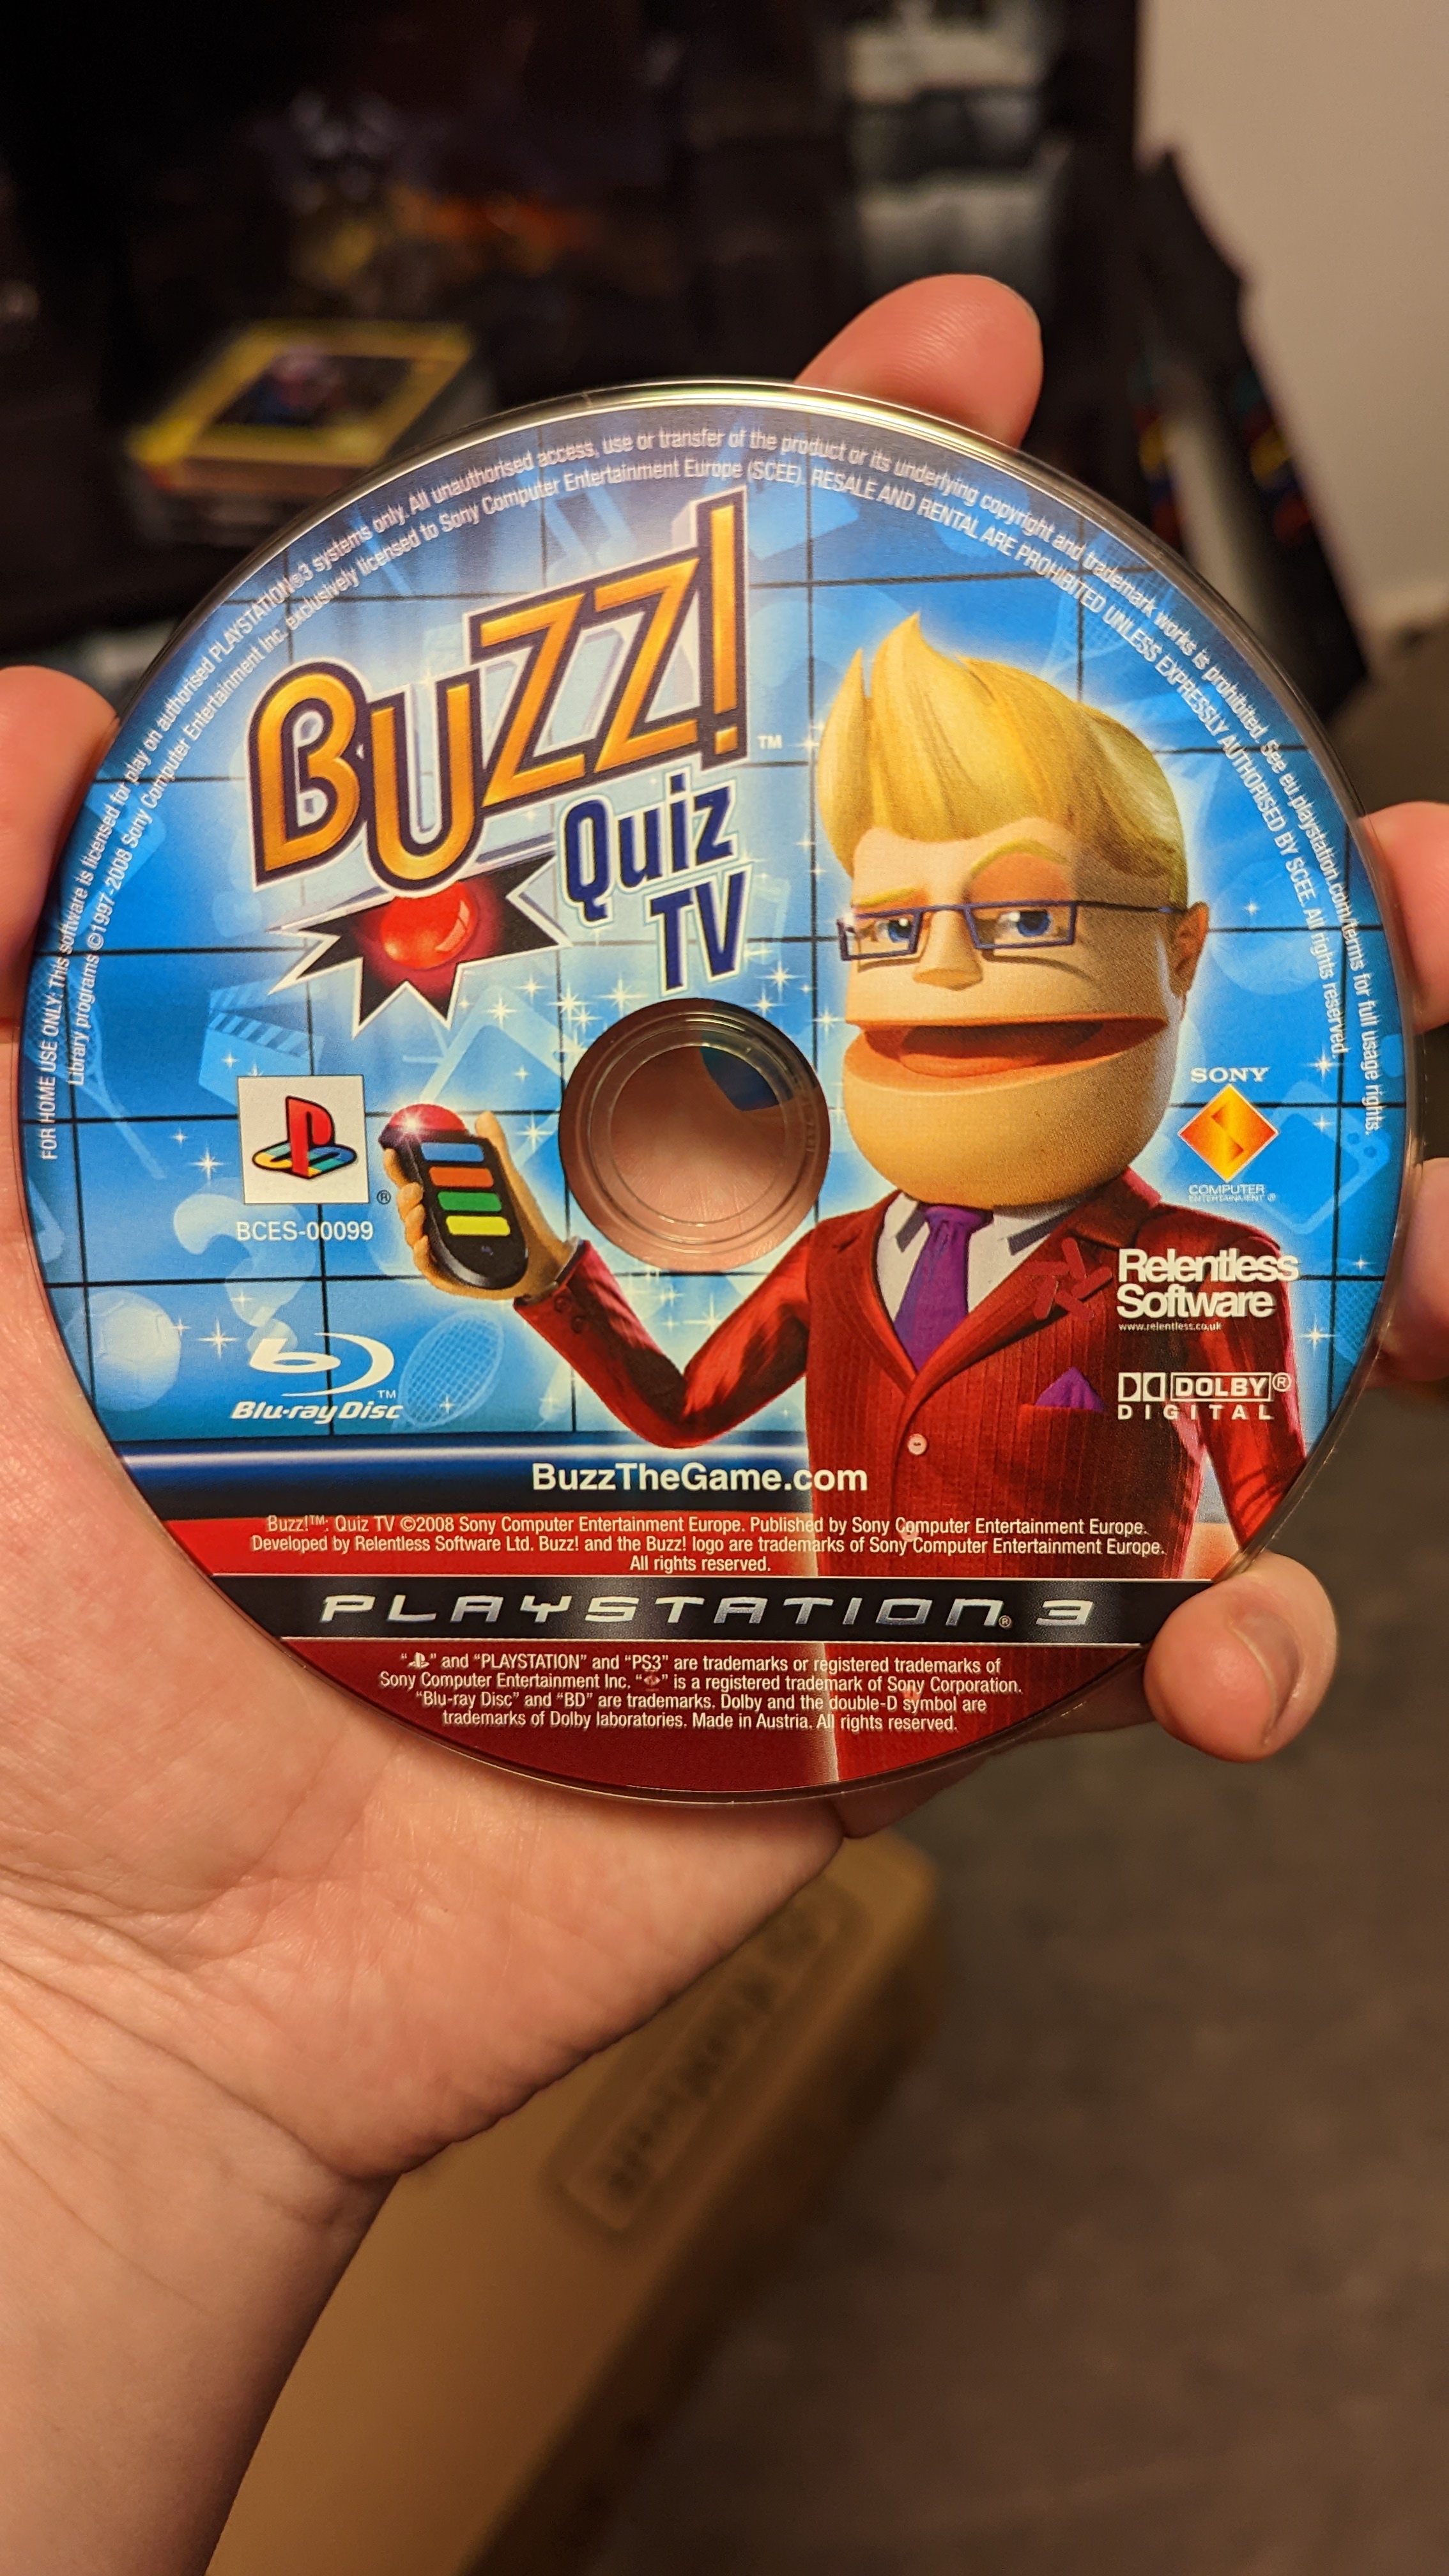 FOR HOME USE ONLY. This software is licensed for play on authorised PLAYSTATION®3 systems only. All unauthorised access, use or transfer of the product or its underlying copyright and trademark works is prohibited. See eu.playstation.com/terms for full usage rights.
Library programs ©1997-2008 Sony Computer Entertainment Inc. exclusively licensed to Sony Computer Entertainment Europe (SCEE). RESALE AND RENTAL ARE PROHIBITED UNLESS EXPRESSLY AUTHORISED BY SCEE. All rights reserved.
BUZZ!™
Quiz
TV
SONY
COMPUTER
ENTERTAINMENT®
®
BCES-00099
Relentless
Software
www.relentless.co.uk
Blu-ray Disc™
DOLBY®
DIGITAL
BuzzTheGame.com
Buzz!™: Quiz TV ©2008 Sony Computer Entertainment Europe. Published by Sony Computer Entertainment Europe.
Developed by Relentless Software Ltd. Buzz! and the Buzz! logo are trademarks of Sony Computer Entertainment Europe.
All rights reserved.
PLAYSTATION®3
"" and "PLAYSTATION" and "PS3" are trademarks or registered trademarks of
Sony Computer Entertainment Inc. "" is a registered trademark of Sony Corporation.
"Blu-ray Disc" and "BD" are trademarks. Dolby and the double-D symbol are
trademarks of Dolby laboratories. Made in Austria. All rights reserved.